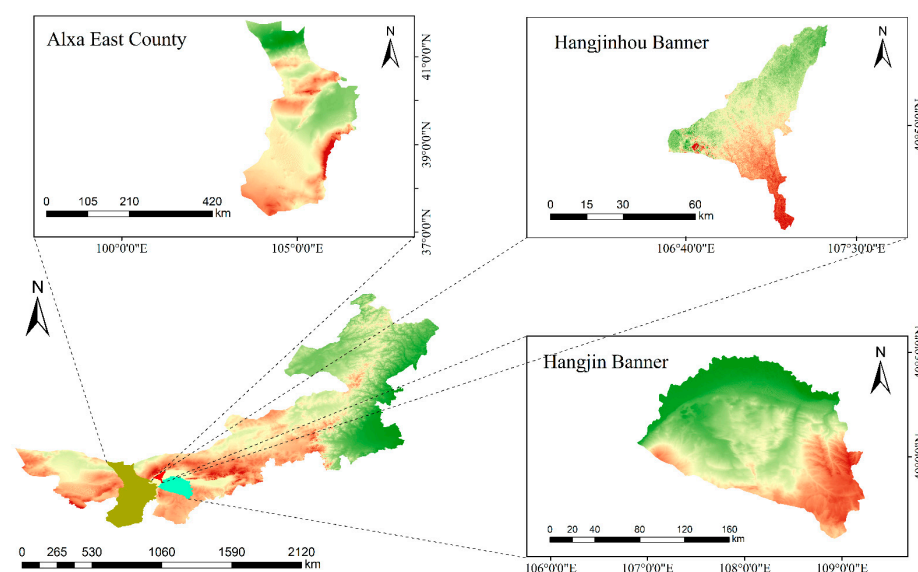 Alxa East County
N
41°0'0"N
39°0'0"N
37°0'0"N
0 105 210 420
km
100°0'0"E 105°0'0"E
Hangjinhou Banner
N
0 15 30 60
km
106°40'0"E 107°30'0"E
N
0 265 530 1060 1590 2120
km
Hangjin Banner
N
0 20 40 80 120 160
km
106°0'0"E 107°0'0"E 108°0'0"E 109°0'0"E